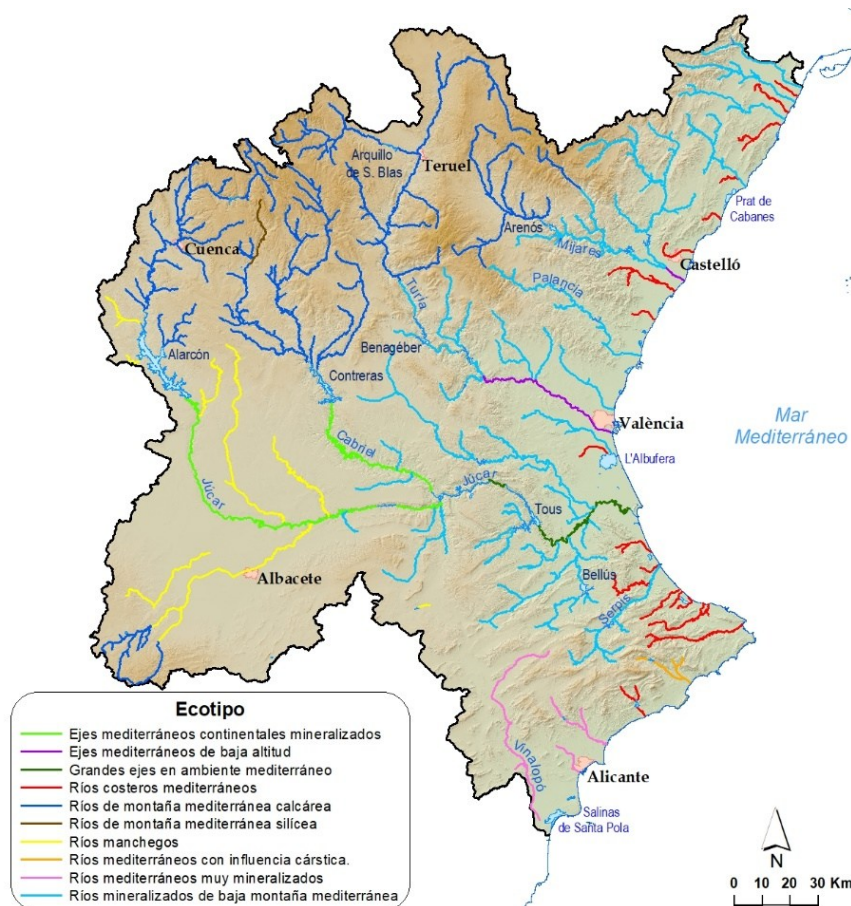 Arquillo
de S. Blas
Teruel
Prat de
Cabanes
Arenós
Cuenca
Mijares
Castelló
Turia
Palancia
Benagéber
Alarcón
Contreras
València
Mar
Mediterráneo
Cabriel
L'Albufera
Júcar
Júcar
Tous
Albacete
Bellús
Serpis
Vinalopó
Alicante
Salinas
de Santa Pola
Ecotipo
Ejes mediterráneos continentales mineralizados
Ejes mediterráneos de baja altitud
Grandes ejes en ambiente mediterráneo
Ríos costeros mediterráneos
Ríos de montaña mediterránea calcárea
Ríos de montaña mediterránea silícea
Ríos manchegos
Ríos mediterráneos con influencia cárstica.
Ríos mediterráneos muy mineralizados
Ríos mineralizados de baja montaña mediterránea
N
0 10 20 30 Km